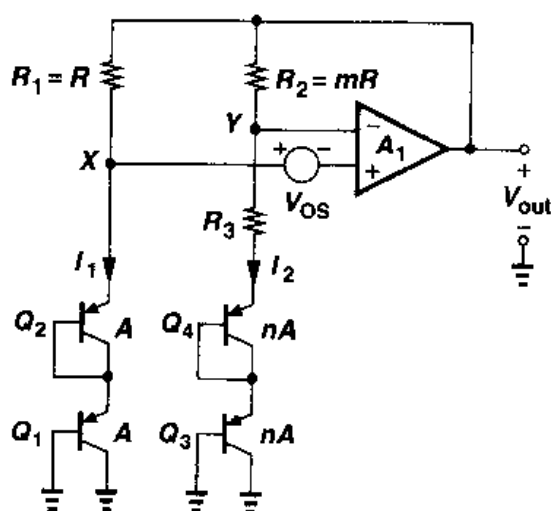 R1 = R
R2 = mR
Y
X
−
A1
+
+
−
VOS
+
Vout
−
R3
I1
I2
Q2
A
Q4
nA
Q1
A
Q3
nA